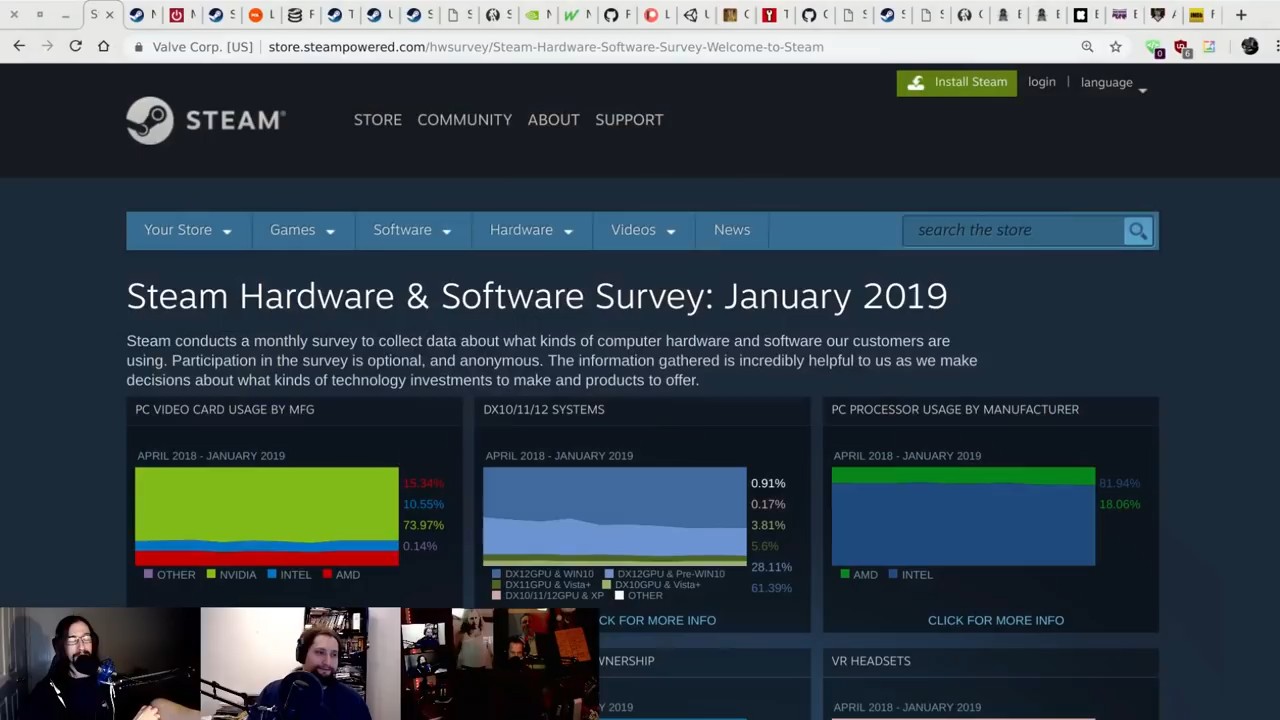 Valve Corp. [US] | store.steampowered.com/hwsurvey/Steam-Hardware-Software-Survey-Welcome-to-Steam
0
6
Install Steam
login | language
STEAM
STORE COMMUNITY ABOUT SUPPORT
Your Store Games Software Hardware Videos News
search the store
Steam Hardware & Software Survey: January 2019
Steam conducts a monthly survey to collect data about what kinds of computer hardware and software our customers are
using. Participation in the survey is optional, and anonymous. The information gathered is incredibly helpful to us as we make
decisions about what kinds of technology investments to make and products to offer.
PC VIDEO CARD USAGE BY MFG
APRIL 2018 - JANUARY 2019
15.34%
10.55%
73.97%
0.14%
OTHER NVIDIA INTEL AMD
DX10/11/12 SYSTEMS
APRIL 2018 - JANUARY 2019
0.91%
0.17%
3.81%
5.6%
28.11%
61.39%
DX12GPU & WIN10 DX12GPU & Pre-WIN10
DX11GPU & Vista+ DX10GPU & Vista+
DX10/11/12GPU & XP OTHER
CK FOR MORE INFO
PC PROCESSOR USAGE BY MANUFACTURER
APRIL 2018 - JANUARY 2019
81.94%
18.06%
AMD INTEL
CLICK FOR MORE INFO
WNERSHIP
Y 2019
VR HEADSETS
APRIL 2018 - JANUARY 2019